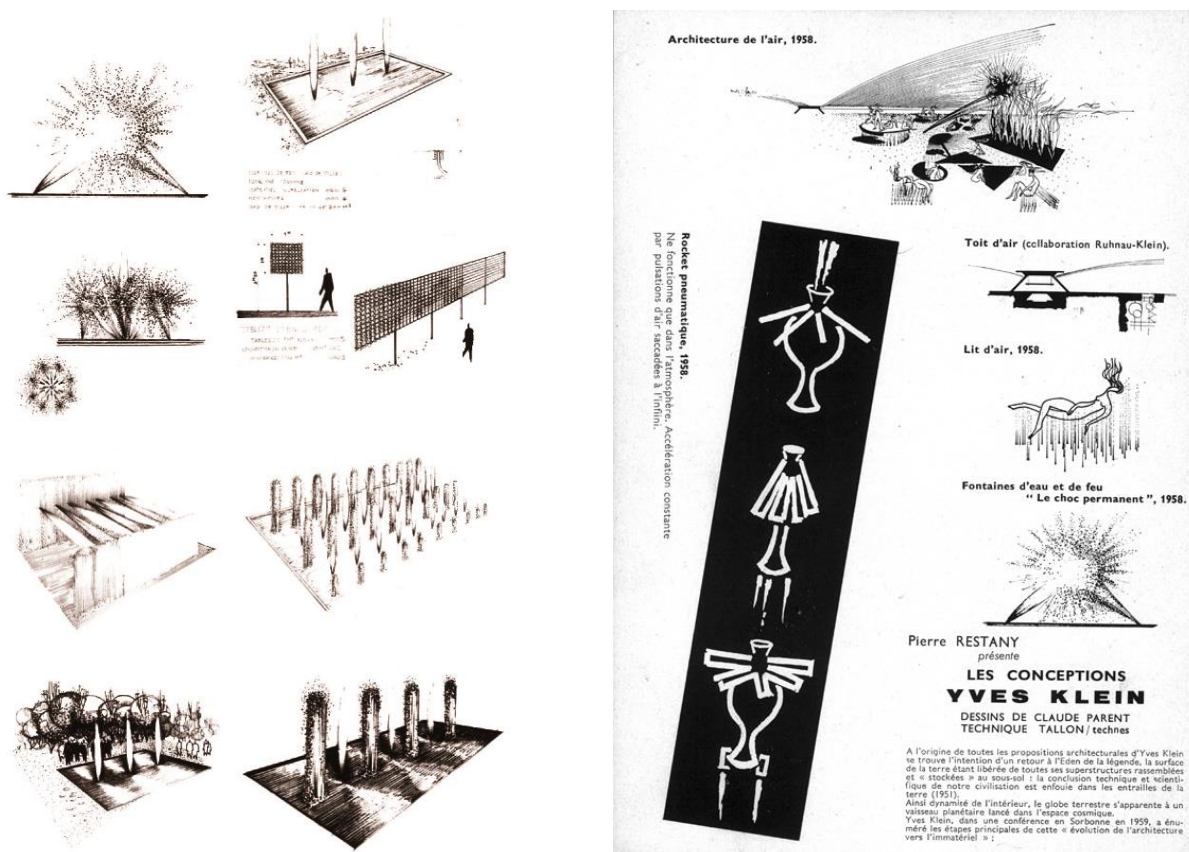 Architecture de l'air, 1958.
Rocket pneumatique, 1958.
Ne fonctionne que dans l'atmosphère. Accélération constante
par pulsations d'air saccadées à l'infiini.
Toit d'air (collaboration Ruhnau-Klein).
Lit d'air, 1958.
Fontaines d'eau et de feu
" Le choc permanent ", 1958.
Pierre RESTANY
présente
LES CONCEPTIONS
YVES KLEIN
DESSINS DE CLAUDE PARENT
TECHNIQUE TALLON/technes
A l'origine de toutes les propositions architecturales d'Yves Klein
se trouve l'intention d'un retour à l'Eden de la légende, la surface
de la terre étant libérée de toutes ses superstructures rassemblées
et « stockées » au sous-sol : la conclusion technique et scienti-
fique de notre civilisation est enfouie dans les entrailles de la
terre (1951).
Ainsi dynamité de l'intérieur, le globe terrestre s'apparente à un
vaisseau planétaire lancé dans l'espace cosmique.
Yves Klein, dans une conférence en Sorbonne en 1959, a énu-
méré les étapes principales de cette « évolution de l'architecture
vers l'immatériel » :